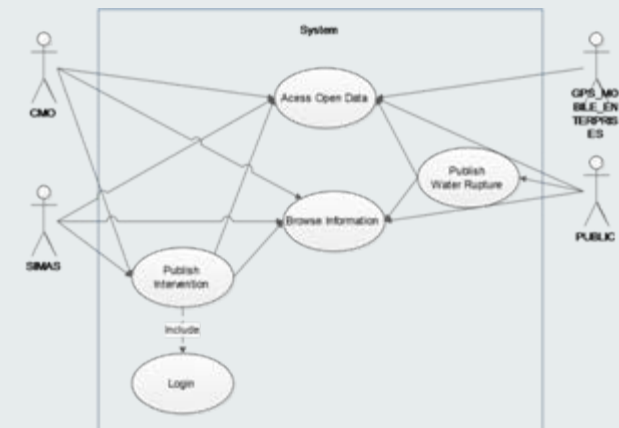 System
Acess Open Data
CMO
GPS_MO
BILE_EN
TERPRIS
ES
Publish
Water Rupture
Browse Information
PUBLIC
SIMAS
Publish
Intervention
Include
Login